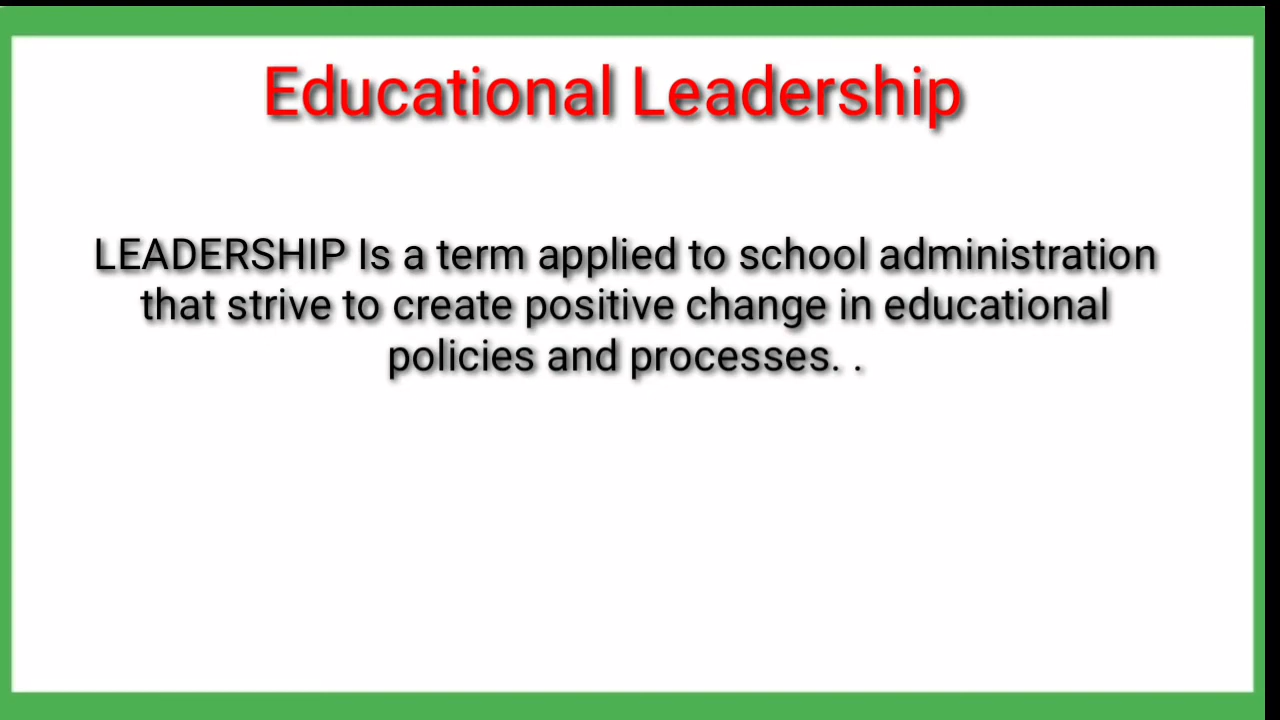 Educational Leadership
LEADERSHIP Is a term applied to school administration
that strive to create positive change in educational
policies and processes. .